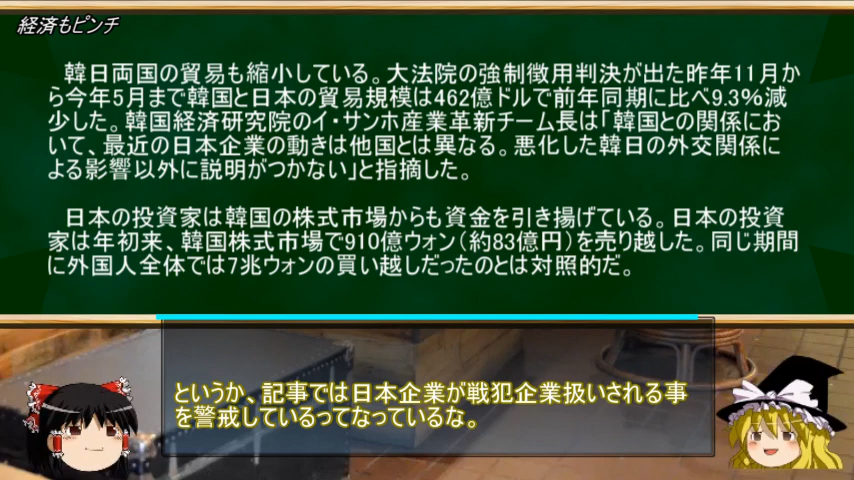 経済もピンチ
韓日両国の貿易も縮小している。大法院の強制徴用判決が出た昨年11月か
ら今年5月まで韓国と日本の貿易規模は462億ドルで前年同期に比べ9.3%減
少した。韓国経済研究院のイ・サンホ産業革新チーム長は「韓国との関係にお
いて、最近の日本企業の動きは他国とは異なる。悪化した韓日の外交関係に
よる影響以外に説明がつかない」と指摘した。
日本の投資家は韓国の株式市場からも資金を引き揚げている。日本の投資
家は年初来、韓国株式市場で910億ウォン（約83億円）を売り越した。同じ期間
に外国人全体では7兆ウォンの買い越しだったのとは対照的だ。
というか、記事では日本企業が戦犯企業扱いされる事
を警戒しているってなっているな。